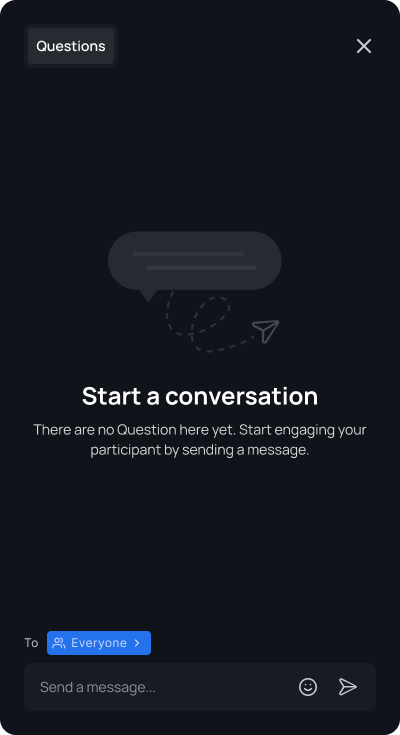 Questions
Start a conversation
There are no Question here yet. Start engaging your
participant by sending a message.
To Everyone
Send a message...